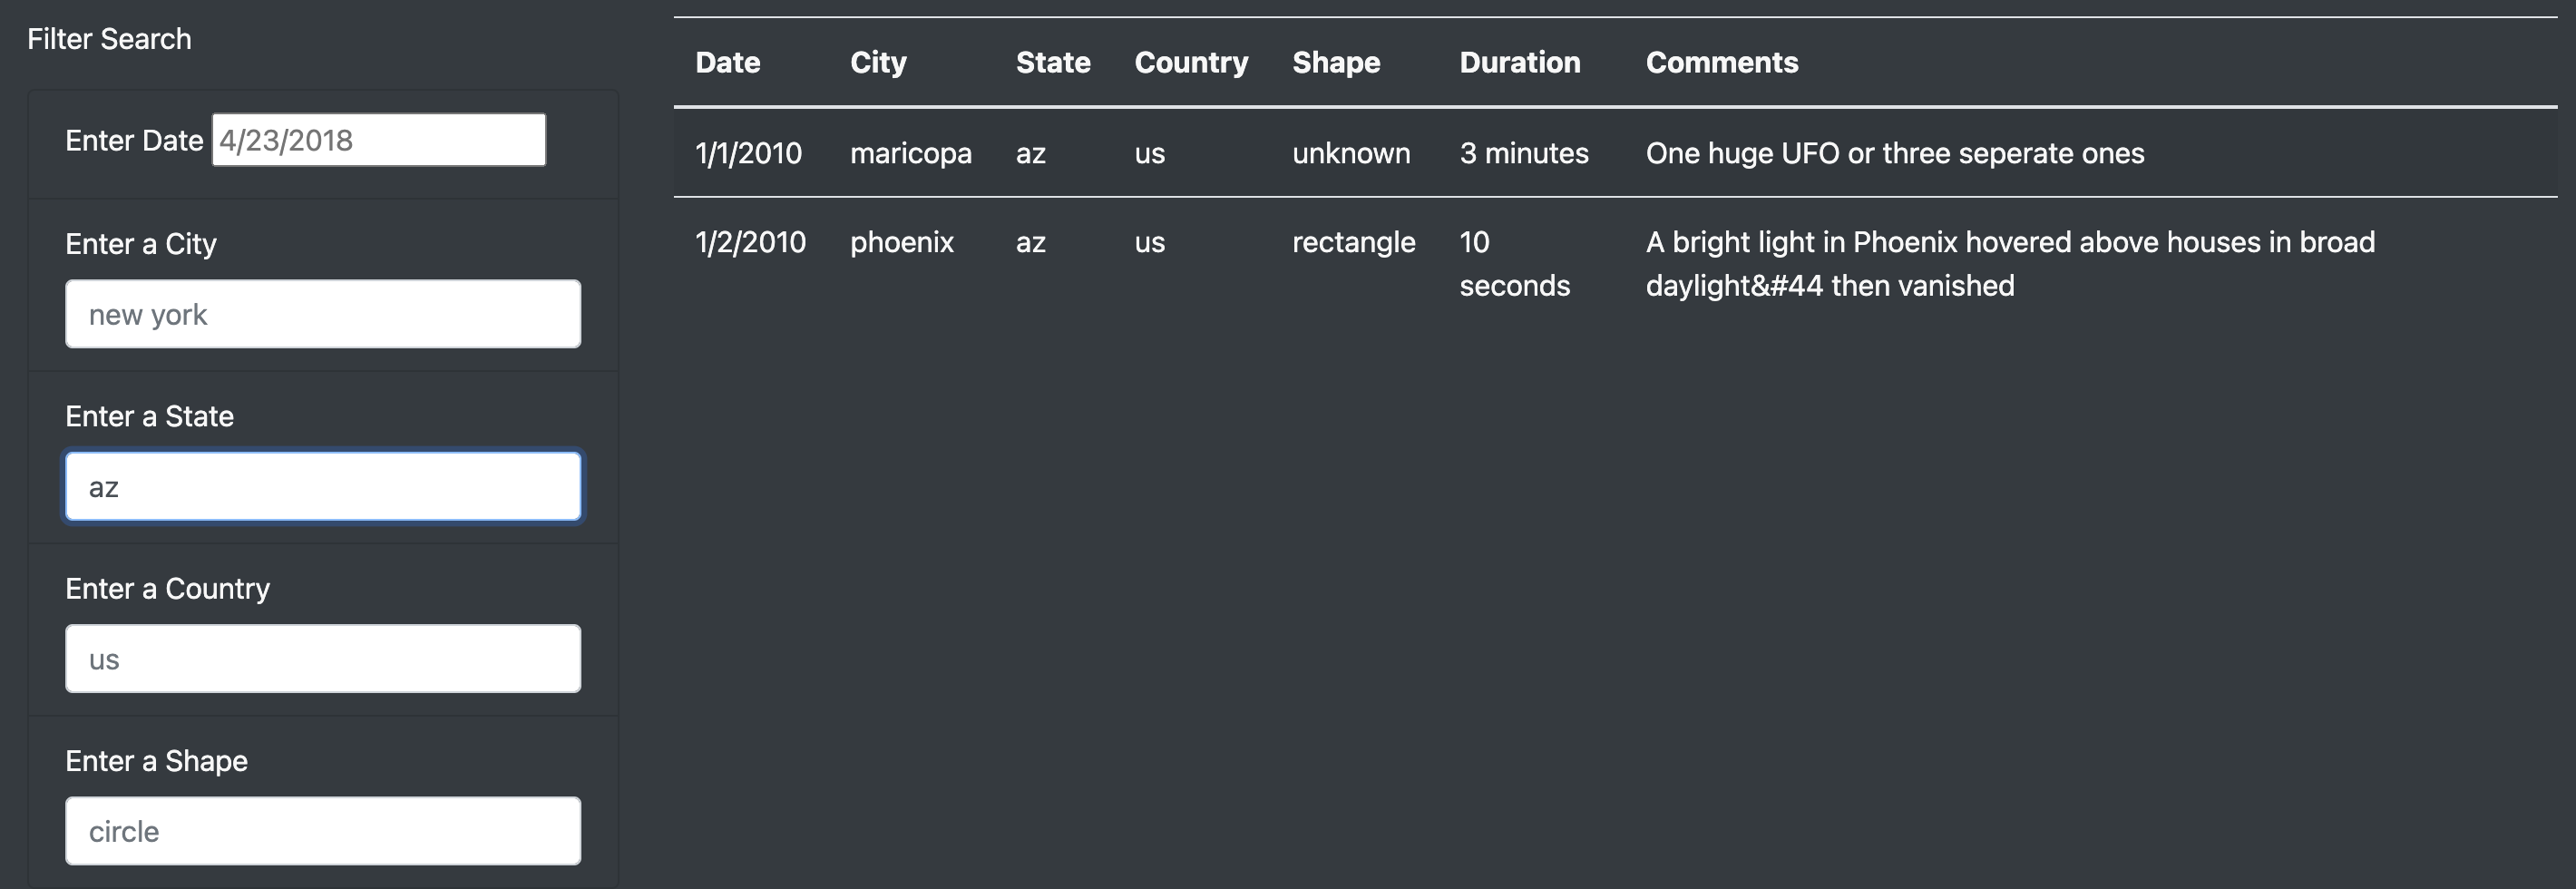 Filter Search
Enter Date 4/23/2018
Enter a City
new york
Enter a State
az
Enter a Country
us
Enter a Shape
circle
Date City State Country Shape Duration Comments
1/1/2010 maricopa az us unknown 3 minutes One huge UFO or three seperate ones
1/2/2010 phoenix az us rectangle 10 A bright light in Phoenix hovered above houses in broad
seconds daylight&#44 then vanished